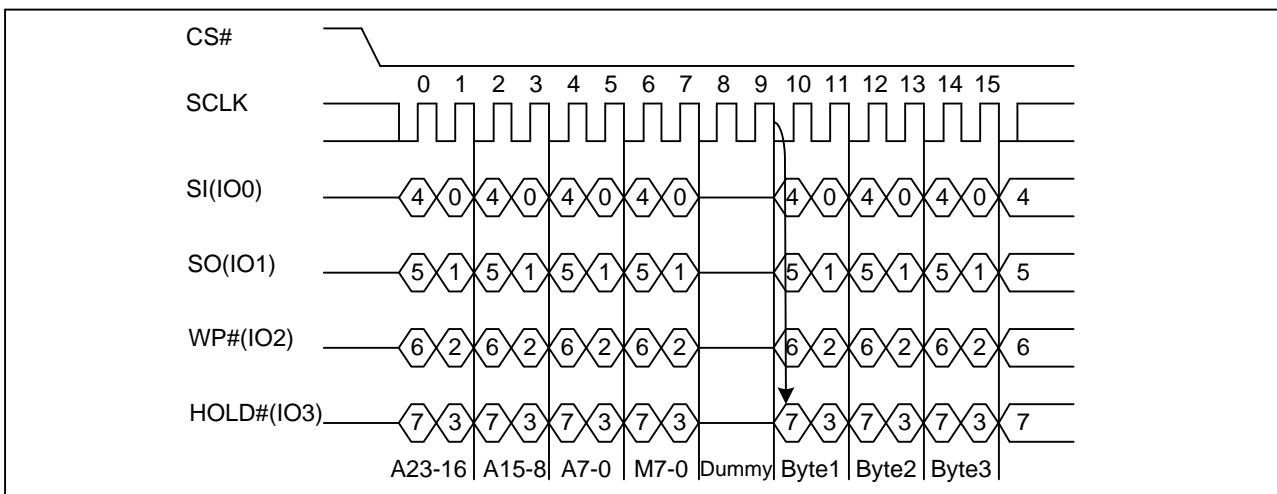 CS#
0 1 2 3 4 5 6 7 8 9 10 11 12 13 14 15
SCLK
SI(IO0) 4 0 4 0 4 0 4 0 4 0 4 0 4 0 4
SO(IO1) 5 1 5 1 5 1 5 1 5 1 5 1 5 1 5
WP#(IO2) 6 2 6 2 6 2 6 2 6 2 6 2 6 2 6
HOLD#(IO3) 7 3 7 3 7 3 7 3 7 3 7 3 7 3 7
A23-16 A15-8 A7-0 M7-0 Dummy Byte1 Byte2 Byte3